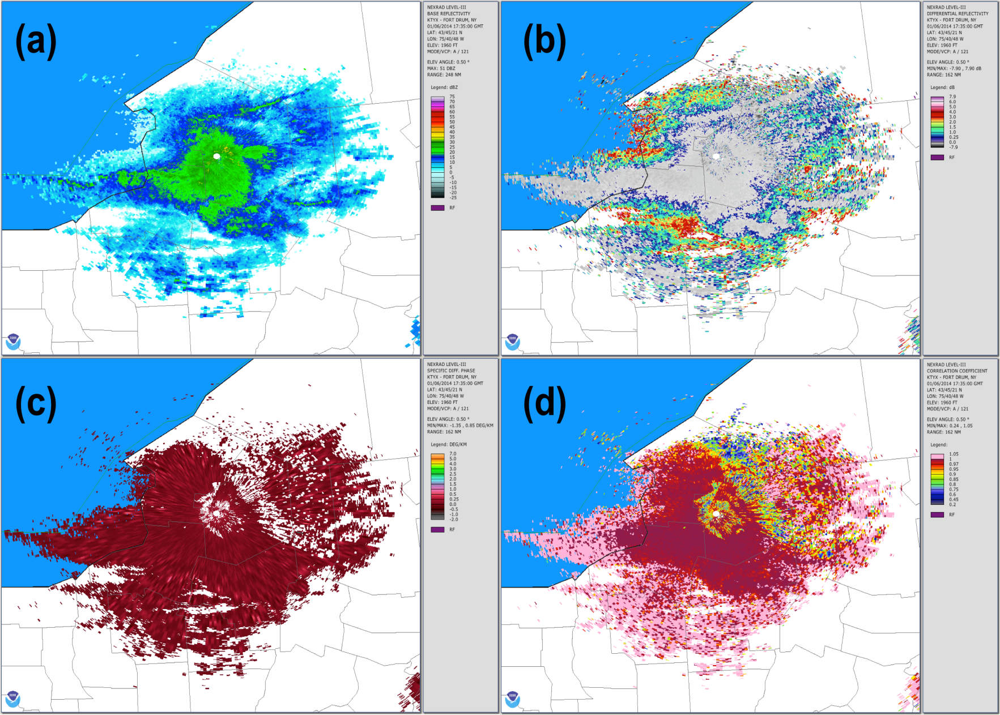 (a)
NEXRAD LEVEL-III
BASE REFLECTIVITY
KTYX - FORT DRUM, NY
01/06/2014 17:35:00 GMT
LAT: 43/45/21 N
LON: 75/40/48 W
ELEV: 1960 FT
MODE/VCP: A / 121
ELEV ANGLE: 0.50 °
MAX: 51 DBZ
RANGE: 248 NM
Legend: dBZ
75
70
65
60
55
50
45
40
35
30
25
20
15
10
5
0
-5
-10
-15
-20
-25
RF
(b)
NEXRAD LEVEL-III
DIFFERENTIAL REFLECTIVITY
KTYX - FORT DRUM, NY
01/06/2014 17:35:00 GMT
LAT: 43/45/21 N
LON: 75/40/48 W
ELEV: 1960 FT
MODE/VCP: A / 121
ELEV ANGLE: 0.50 °
MIN/MAX: -7.90 , 7.90 dB
RANGE: 162 NM
Legend: dB
7.9
6.0
5.0
4.0
3.0
2.0
1.5
1.0
0.25
0.0
-7.9
RF
(c)
NEXRAD LEVEL-III
SPECIFIC DIFF. PHASE
KTYX - FORT DRUM, NY
01/06/2014 17:35:00 GMT
LAT: 43/45/21 N
LON: 75/40/48 W
ELEV: 1960 FT
MODE/VCP: A / 121
ELEV ANGLE: 0.50 °
MIN/MAX: -1.35 , 0.85 DEG/KM
RANGE: 162 NM
Legend: DEG/KM
7.0
5.0
4.0
3.0
2.5
2.0
1.5
1.0
0.5
0.25
0.0
-0.5
-1.0
-2.0
RF
(d)
NEXRAD LEVEL-III
CORRELATION COEFFICIENT
KTYX - FORT DRUM, NY
01/06/2014 17:35:00 GMT
LAT: 43/45/21 N
LON: 75/40/48 W
ELEV: 1960 FT
MODE/VCP: A / 121
ELEV ANGLE: 0.50 °
MIN/MAX: 0.24 , 1.05
RANGE: 162 NM
Legend:
1.05
1
0.97
0.95
0.9
0.85
0.8
0.75
0.6
0.45
0.2
RF